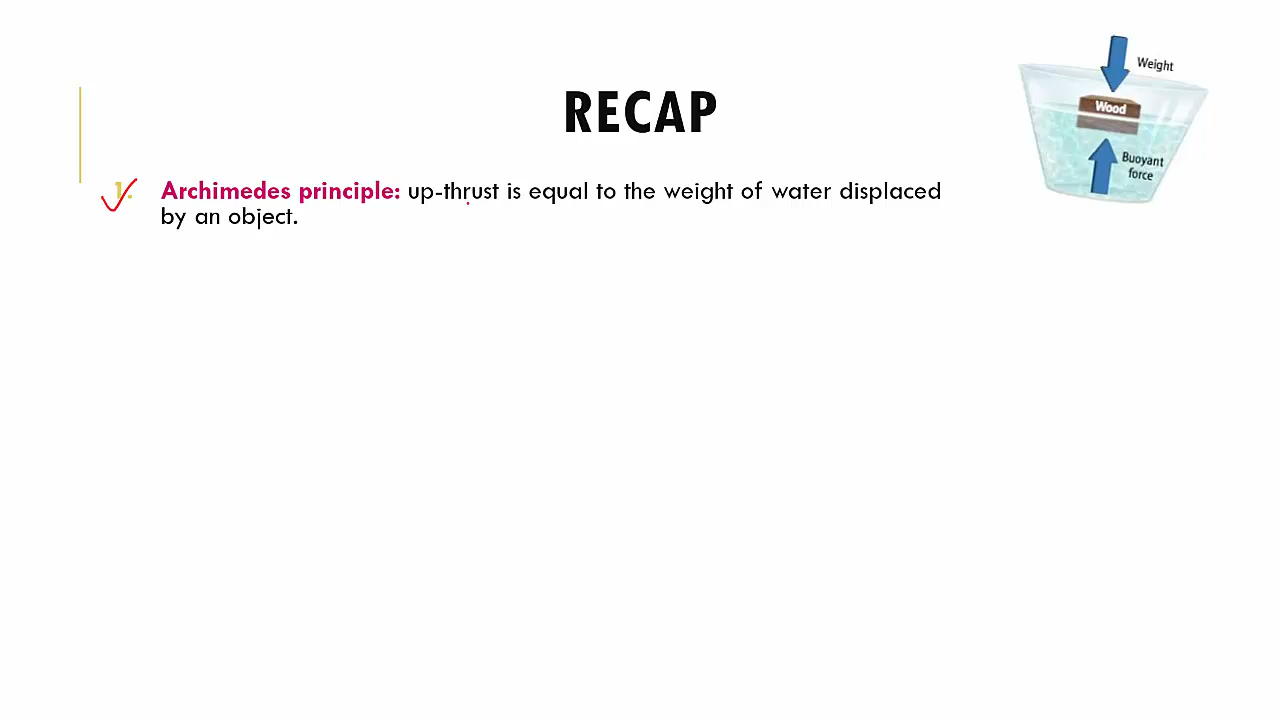 RECAP
1. Archimedes principle: up-thrust is equal to the weight of water displaced
by an object.
Weight
Wood
Buoyant
force